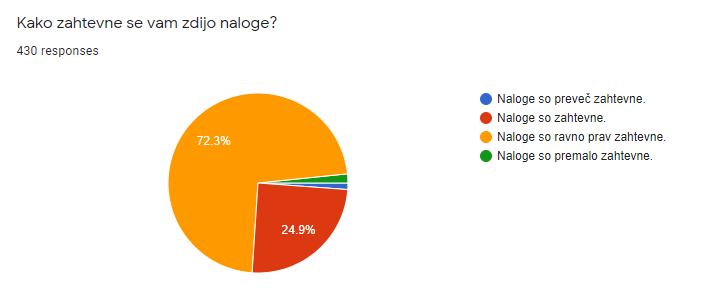 Kako zahtevne se vam zdijo naloge?
430 responses
Naloge so preveč zahtevne.
Naloge so zahtevne.
Naloge so ravno prav zahtevne.
Naloge so premalo zahtevne.
72.3%
24.9%